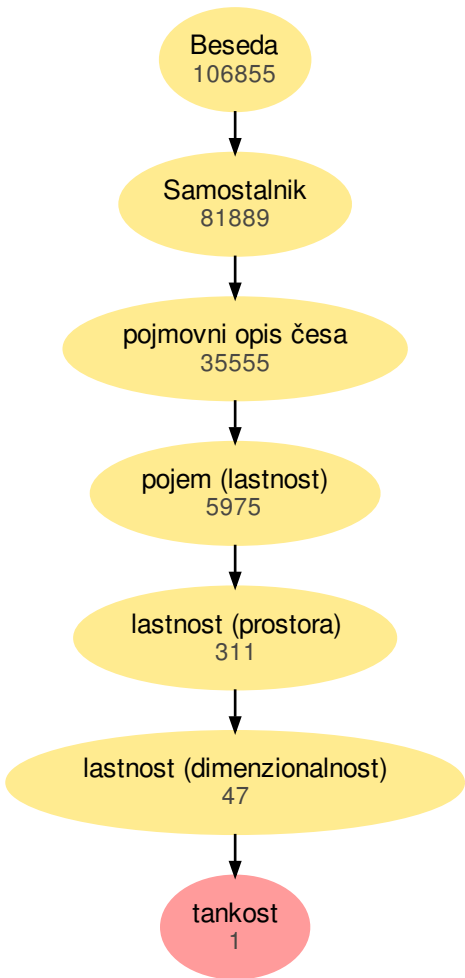 Beseda
106855
Samostalnik
81889
pojmovni opis česa
35555
pojem (lastnost)
5975
lastnost (prostora)
311
lastnost (dimenzionalnost)
47
tankost
1